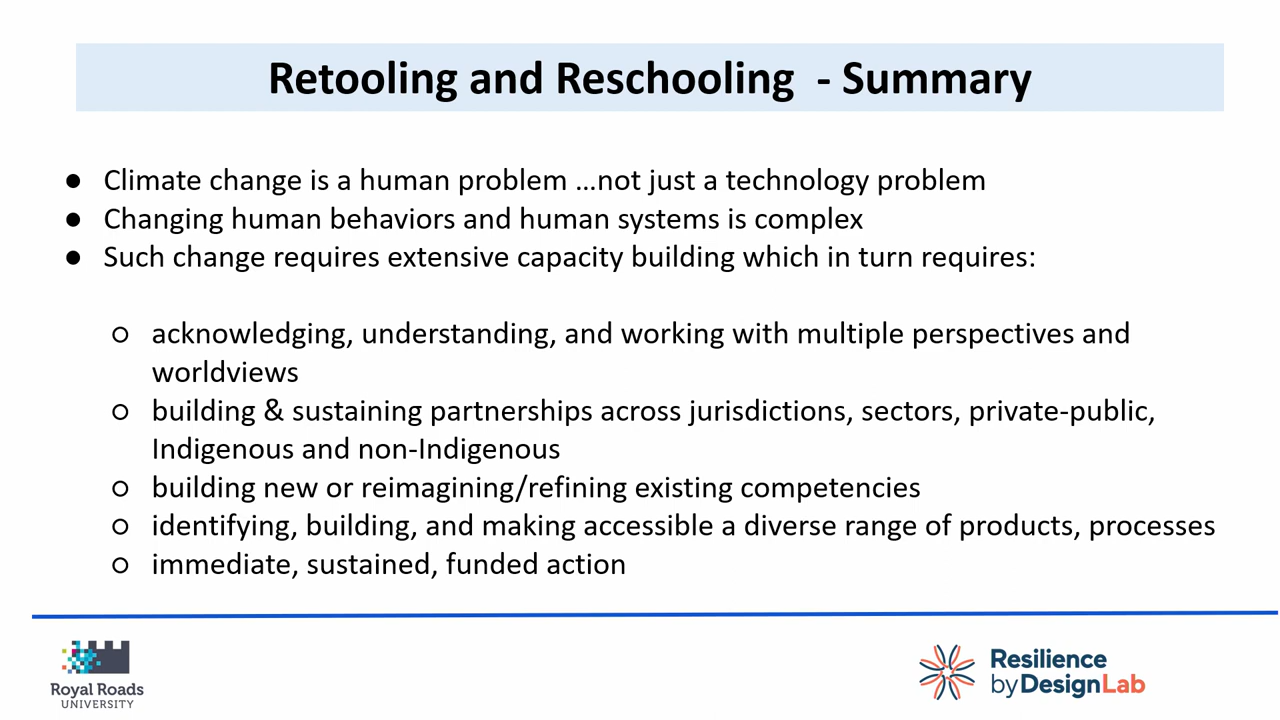 Retooling and Reschooling - Summary
● Climate change is a human problem ...not just a technology problem
● Changing human behaviors and human systems is complex
● Such change requires extensive capacity building which in turn requires:
○ acknowledging, understanding, and working with multiple perspectives and
worldviews
○ building & sustaining partnerships across jurisdictions, sectors, private-public,
Indigenous and non-Indigenous
○ building new or reimagining/refining existing competencies
○ identifying, building, and making accessible a diverse range of products, processes
○ immediate, sustained, funded action
Royal Roads
UNIVERSITY
Resilience
by DesignLab